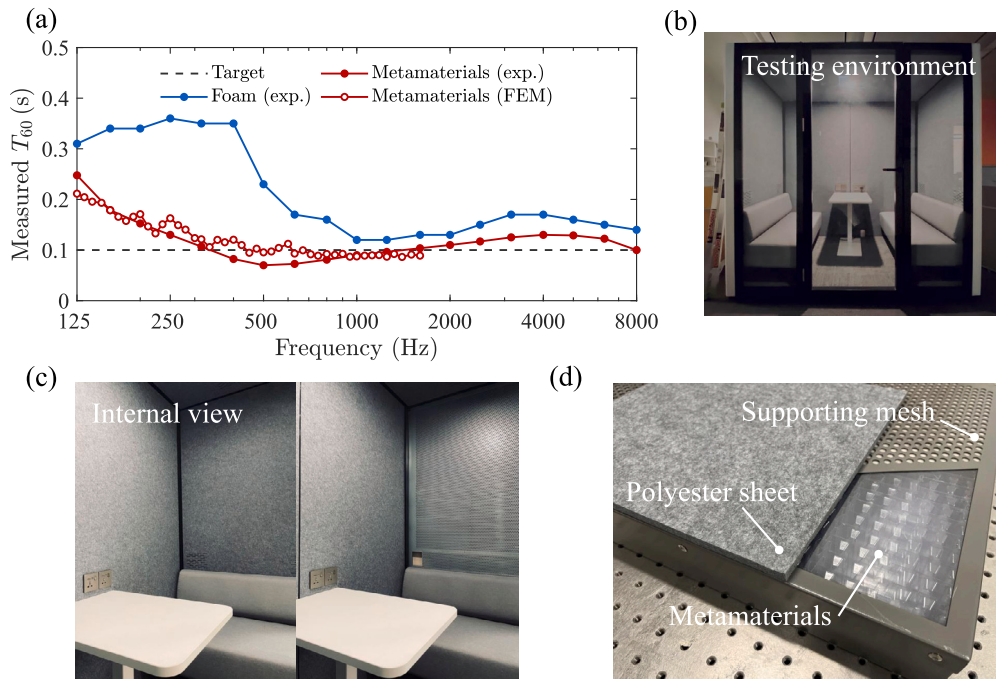 (a)
0.5
0.4
0.3
0.2
0.1
0
Measured T₆₀ (s)
Target
Foam (exp.)
Metamaterials (exp.)
Metamaterials (FEM)
125 250 500 1000 2000 4000 8000
Frequency (Hz)
(b)
Testing environment
(c)
Internal view
(d)
Supporting mesh
Polyester sheet
Metamaterials